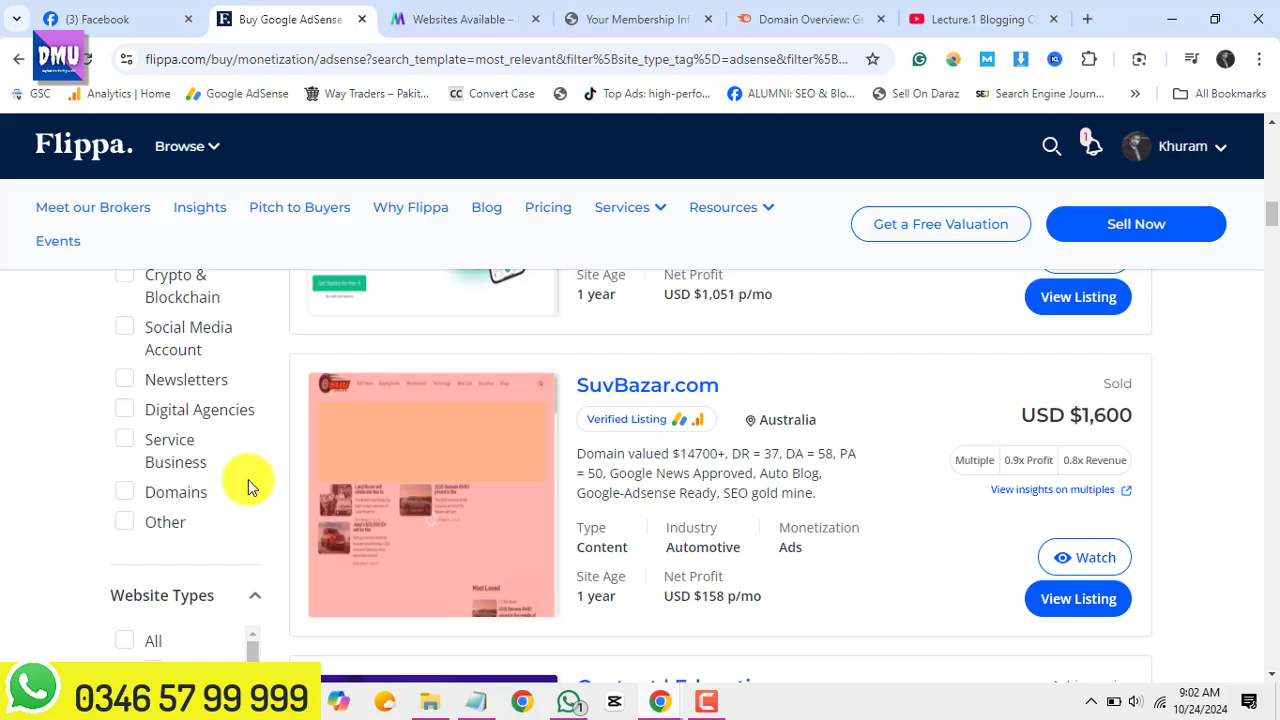 Facebook
Buy Google AdSense
Websites Available –
Your Membership Inf
Domain Overview: Ge
Lecture.1 Blogging Co
DMU
flippa.com/buy/monetization/adsense?search_template=most_relevant&filter%5Bsite_type_tag%5D=adsense&filter%5B...
GSC
Analytics | Home
Google AdSense
Way Traders – Pakit...
CC Convert Case
Top Ads: high-perfo...
ALUMNI: SEO & Blo...
Sell On Daraz
SEJ Search Engine Journ...
All Bookmarks
Flippa.
Browse
1
Khuram
Meet our Brokers
Insights
Pitch to Buyers
Why Flippa
Blog
Pricing
Services
Resources
Events
Get a Free Valuation
Sell Now
Crypto &
Blockchain
Social Media
Account
Newsletters
Digital Agencies
Service
Business
Domains
Other
Website Types
All
Site Age
Net Profit
1 year
USD $1,051 p/mo
View Listing
SUV
Most Loved
SuvBazar.com
Sold
USD $1,600
Verified Listing
Australia
Domain valued $14700+, DR = 37, DA = 58, PA
= 50, Google News Approved, Auto Blog,
Google-Adsense Ready, SEO gold mine.
Multiple
0.9x Profit
0.8x Revenue
View insights on multiples
Type
Industry
Monetization
Content
Automotive
Ads
Site Age
Net Profit
1 year
USD $158 p/mo
Watch
View Listing
0346 57 99 999
9:02 AM
10/24/2024